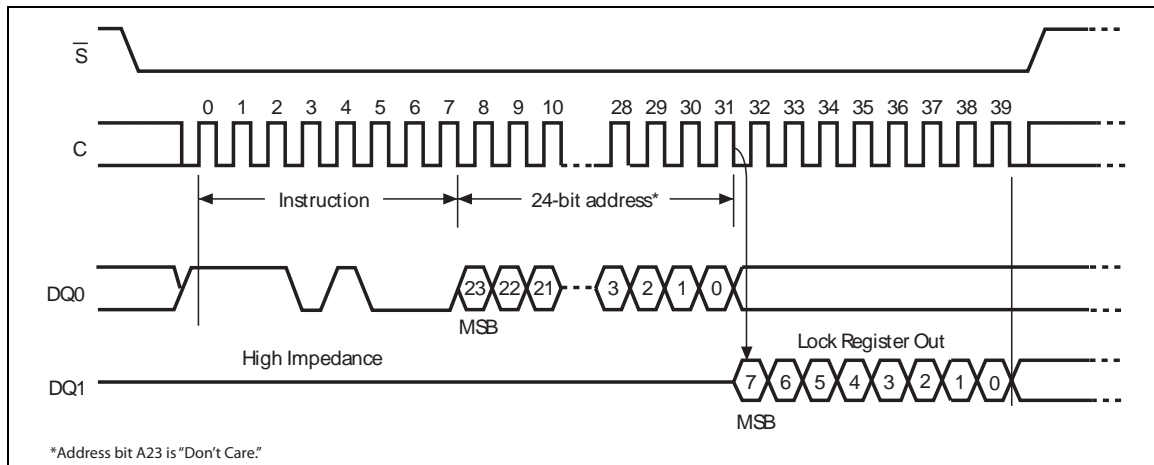 S
0 1 2 3 4 5 6 7 8 9 10 28 29 30 31 32 33 34 35 36 37 38 39
C
Instruction 24-bit address*
DQ0 23 22 21 3 2 1 0
MSB
High Impedance Lock Register Out
DQ1 7 6 5 4 3 2 1 0
MSB
*Address bit A23 is “Don’t Care.”